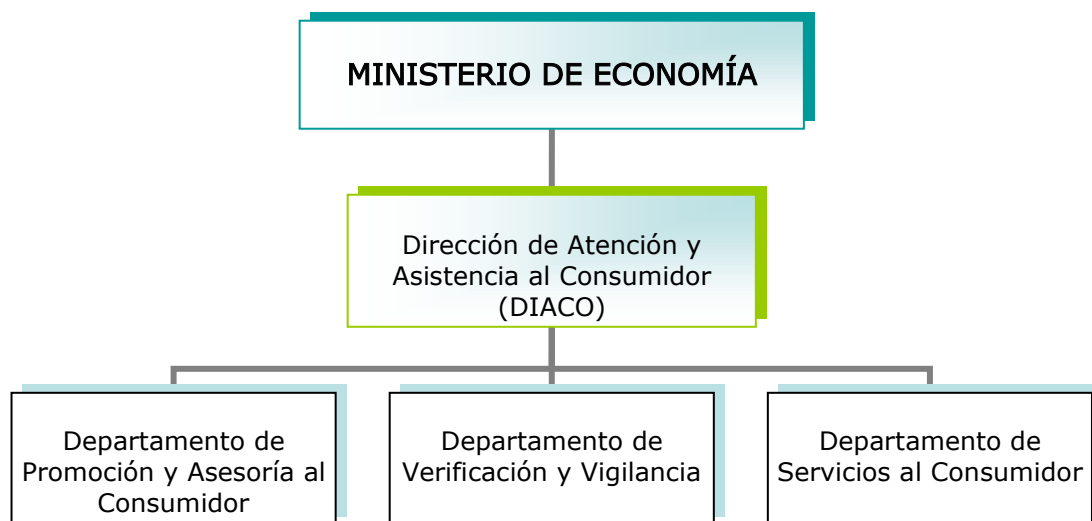 MINISTERIO DE ECONOMÍA
Dirección de Atención y
Asistencia al Consumidor
(DIACO)
Departamento de
Promoción y Asesoría al
Consumidor
Departamento de
Verificación y Vigilancia
Departamento de
Servicios al Consumidor